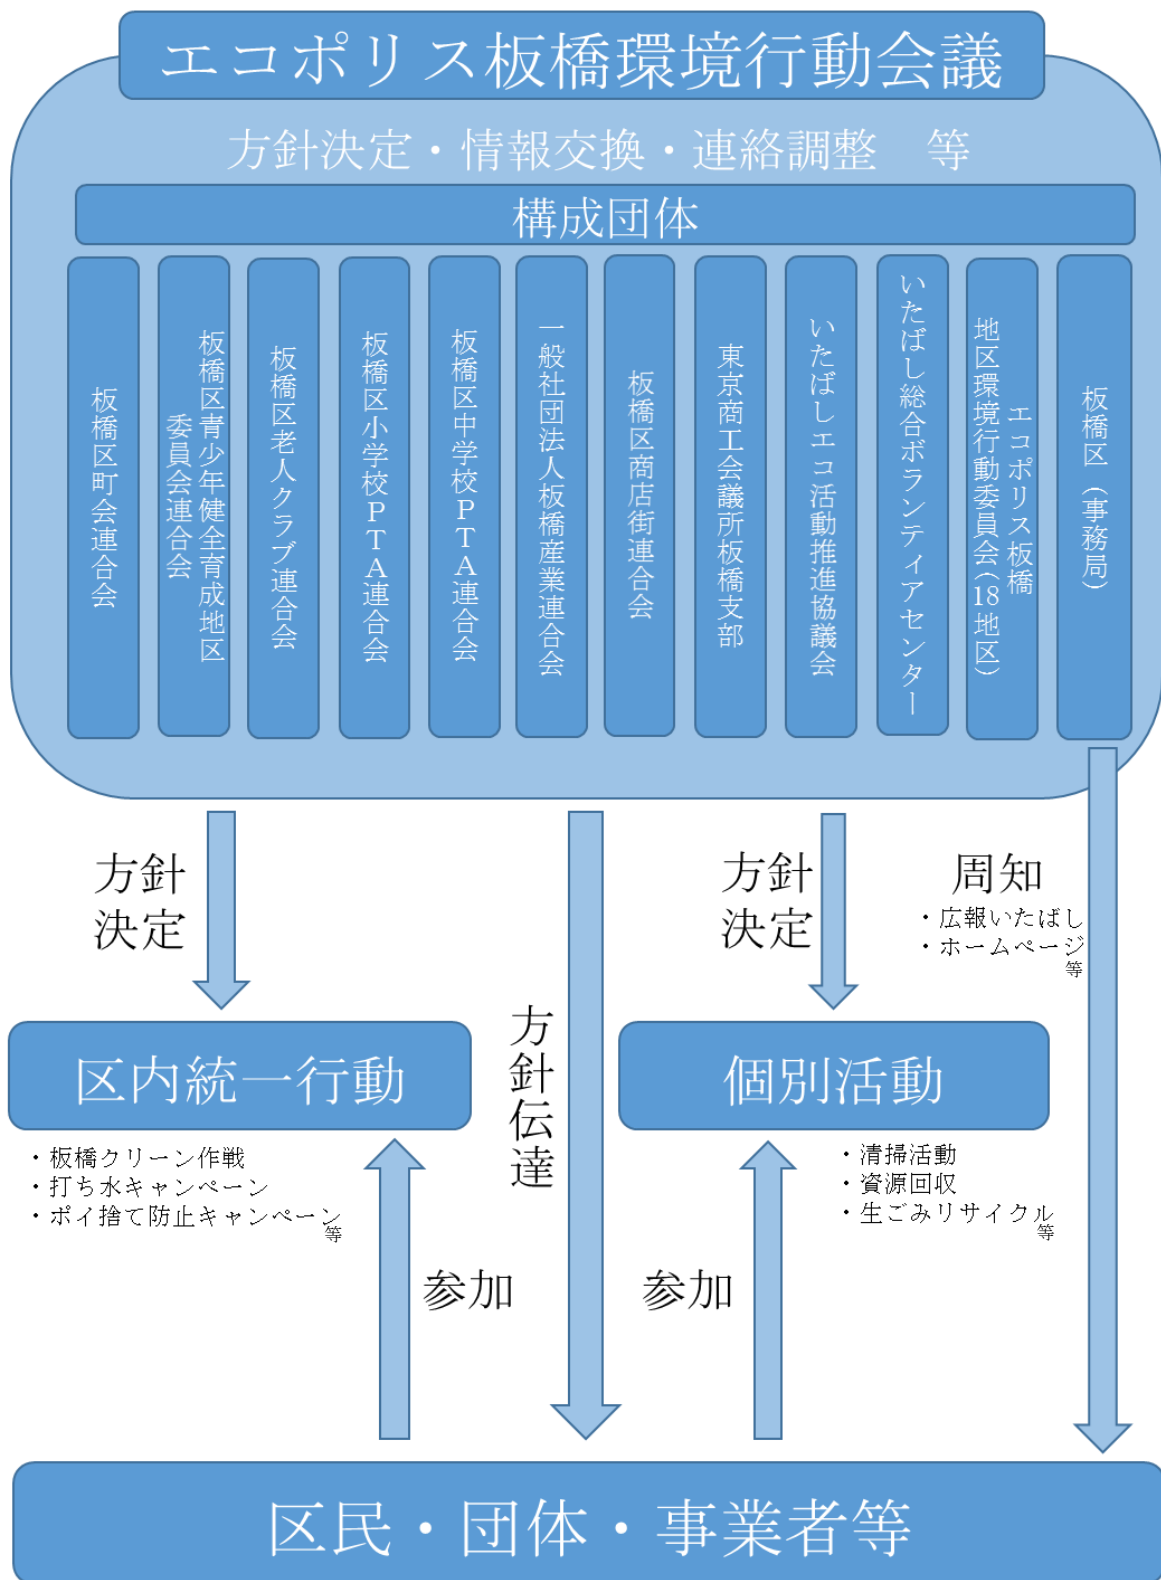 エコポリス板橋環境行動会議
方針決定・情報交換・連絡調整　等
構成団体
板橋区町会連合会
板橋区青少年健全育成地区
委員会連合会
板橋区老人クラブ連合会
板橋区小学校ＰＴＡ連合会
板橋区中学校ＰＴＡ連合会
一般社団法人板橋産業連合会
板橋区商店街連合会
東京商工会議所板橋支部
いたばしエコ活動推進協議会
いたばし総合ボランティアセンター
エコポリス板橋
地区環境行動委員会（18地区）
板橋区（事務局）
方針
決定
方針
決定
周知
・広報いたばし
・ホームページ
等
方針伝達
区内統一行動
個別活動
・板橋クリーン作戦
・打ち水キャンペーン
・ポイ捨て防止キャンペーン
等
・清掃活動
・資源回収
・生ごみリサイクル
等
参加
参加
区民・団体・事業者等